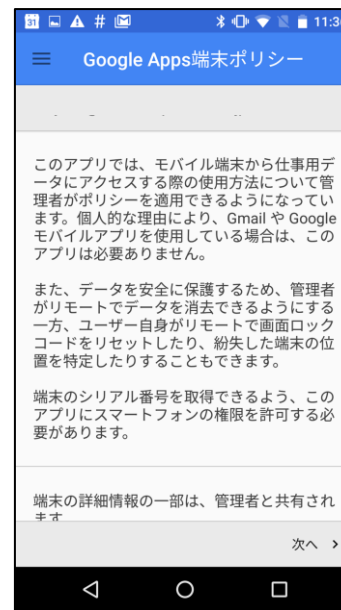 31 # 11:3
Google Apps端末ポリシー
このアプリでは、モバイル端末から仕事用デ
ータにアクセスする際の使用方法について管
理者がポリシーを適用できるようになってい
ます。個人的な理由により、Gmail や Google
モバイルアプリを使用している場合は、この
アプリは必要ありません。
また、データを安全に保護するため、管理者
がリモートでデータを消去できるようにする
一方、ユーザー自身がリモートで画面ロック
コードをリセットしたり、紛失した端末の位
置を特定したりすることもできます。
端末のシリアル番号を取得できるよう、この
アプリにスマートフォンの権限を許可する必
要があります。
端末の詳細情報の一部は、管理者と共有され
ます
次へ